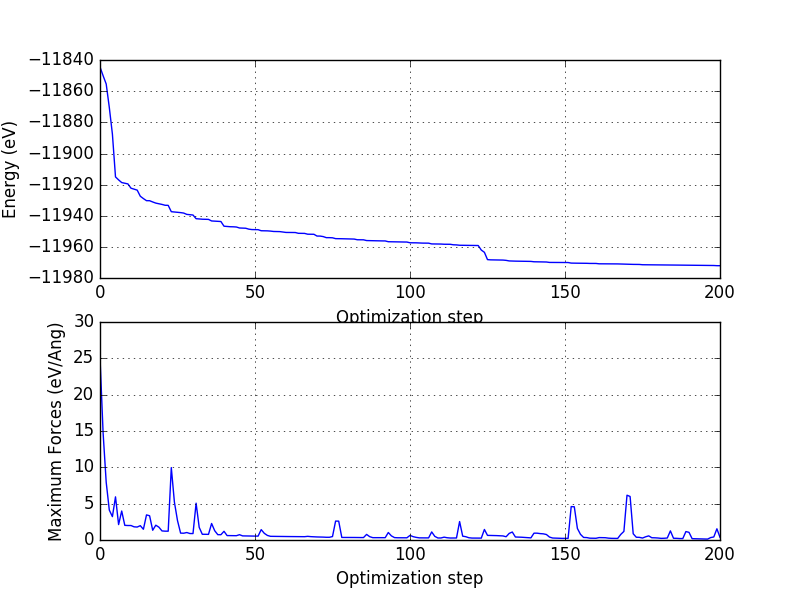 −11840
−11860
−11880
−11900
−11920
−11940
−11960
−11980
Energy (eV)
0 50 100 150 200
Optimization step
30
25
20
15
10
5
0
Maximum Forces (eV/Ang)
0 50 100 150 200
Optimization step